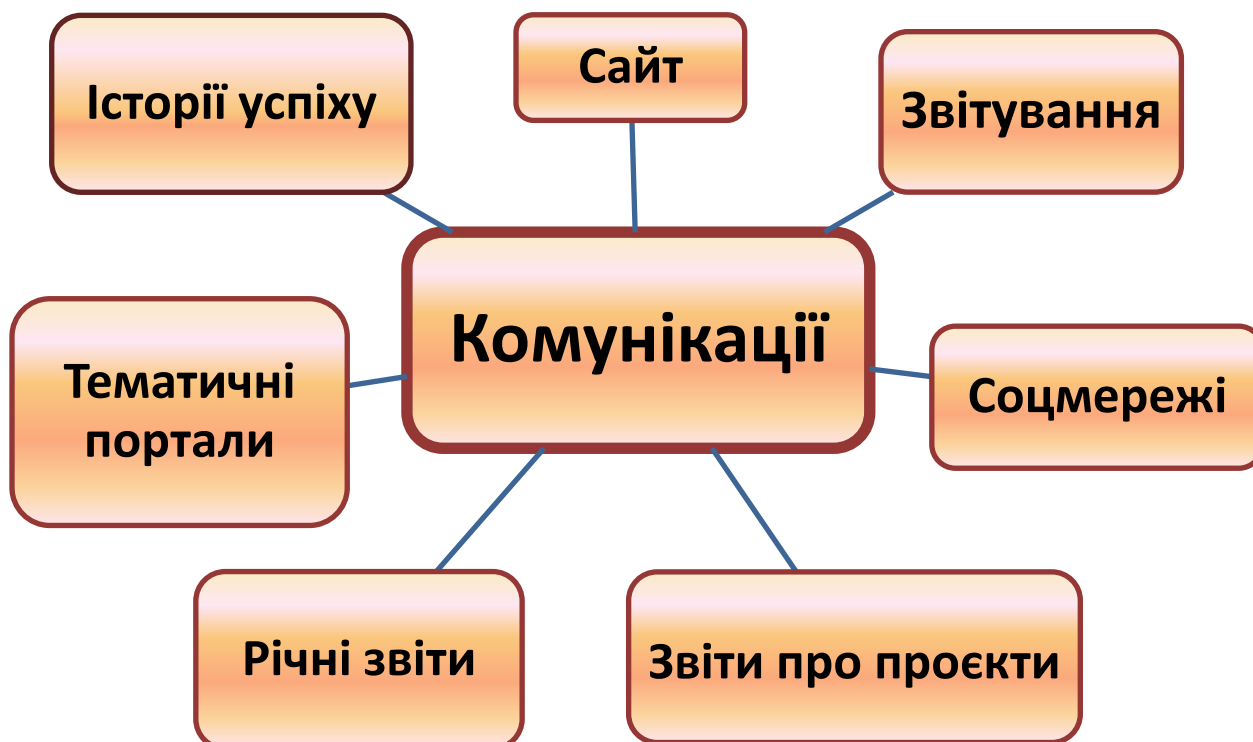 Історії успіху
Сайт
Звітування
Комунікації
Тематичні
портали
Соцмережі
Річні звіти
Звіти про проєкти